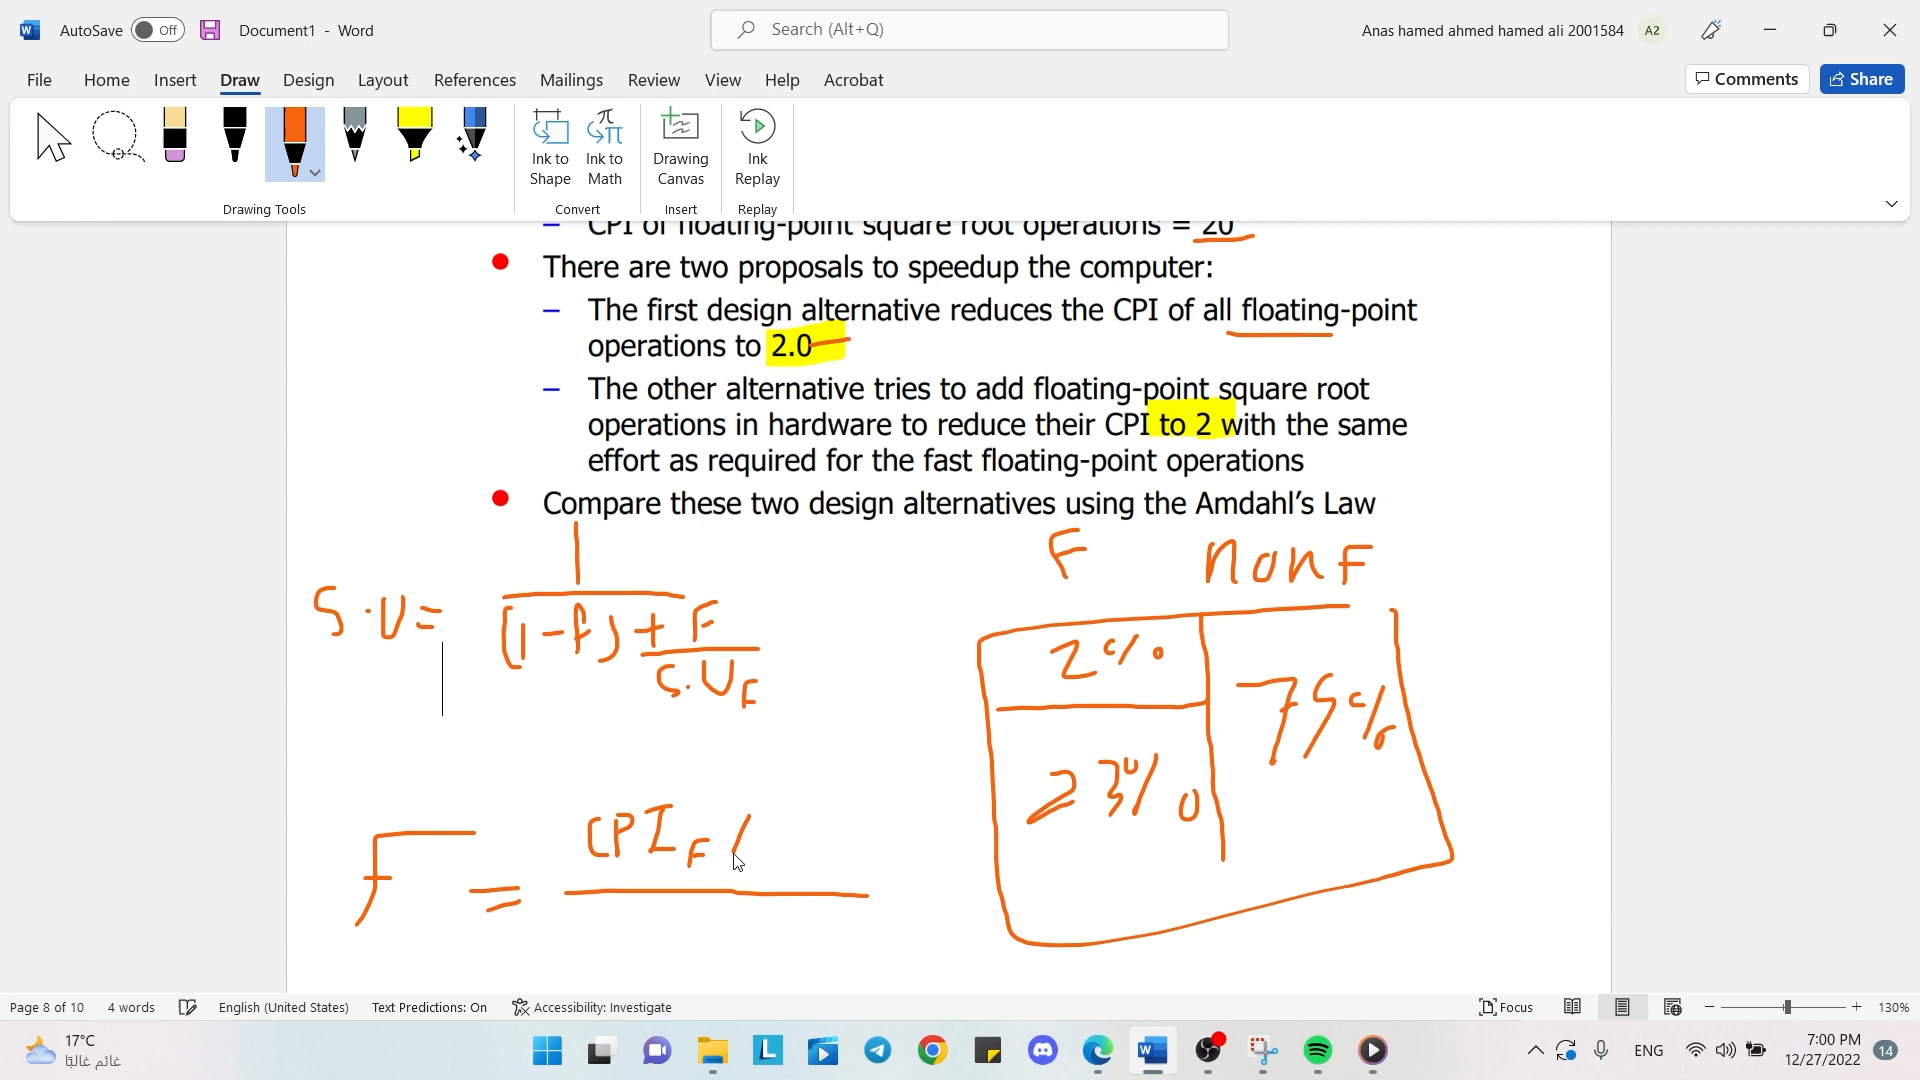 AutoSave Off Document1 - Word Search (Alt+Q) Anas hamed ahmed hamed ali 2001584 A2
File Home Insert Draw Design Layout References Mailings Review View Help Acrobat Comments Share
Ink to Shape
Ink to Math
Drawing Canvas
Ink Replay
Drawing Tools Convert Insert Replay
– CPI of floating-point square root operations = 20
• There are two proposals to speedup the computer:
– The first design alternative reduces the CPI of all floating-point
operations to 2.0
– The other alternative tries to add floating-point square root
operations in hardware to reduce their CPI to 2 with the same
effort as required for the fast floating-point operations
• Compare these two design alternatives using the Amdahl’s Law
F non F
1
S.U= (1-f)+ F
S.U F
2%
75%
23%
CPI F (
F =
Page 8 of 10 4 words English (United States) Text Predictions: On Accessibility: Investigate Focus 130%
17°C
غائم غالبًا
W L W
ENG
7:00 PM
12/27/2022
14